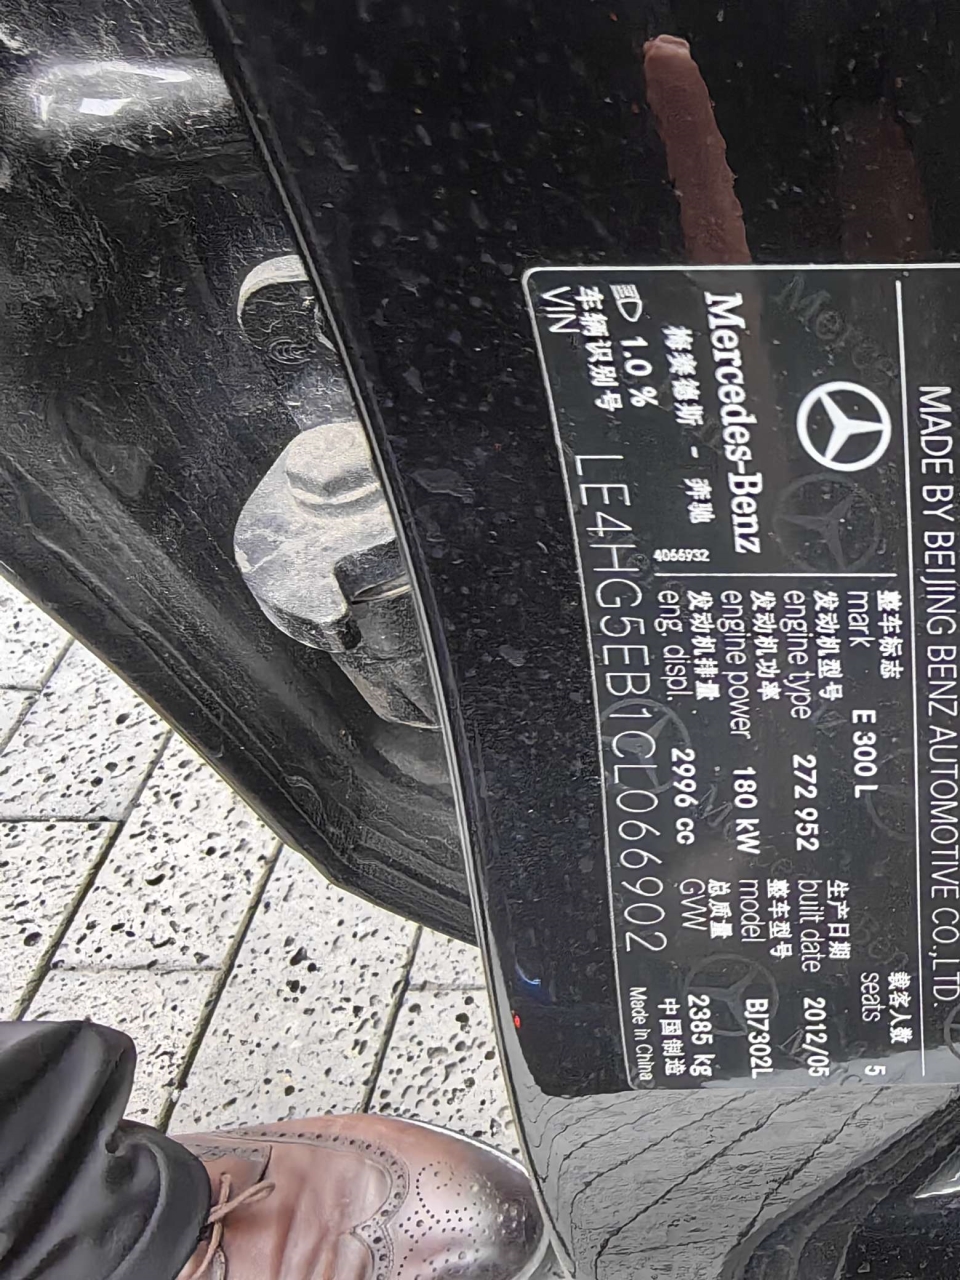 MADE BY BEIJING BENZ AUTOMOTIVE CO.,LTD.
Mercedes-Benz
梅赛德斯 - 奔驰
4066932
整车标志
mark E 300 L
载客人数
seats 5
发动机型号
engine type 272 952
生产日期
built date 2012/05
发动机功率
engine power 180 kW
整车型号
model BJ7302L
发动机排量
eng. displ. 2996 cc
总质量
GVW 2385 kg
1.0 %
车辆识别号
VIN LE4HG5EB1CL066902
中国制造
Made in China